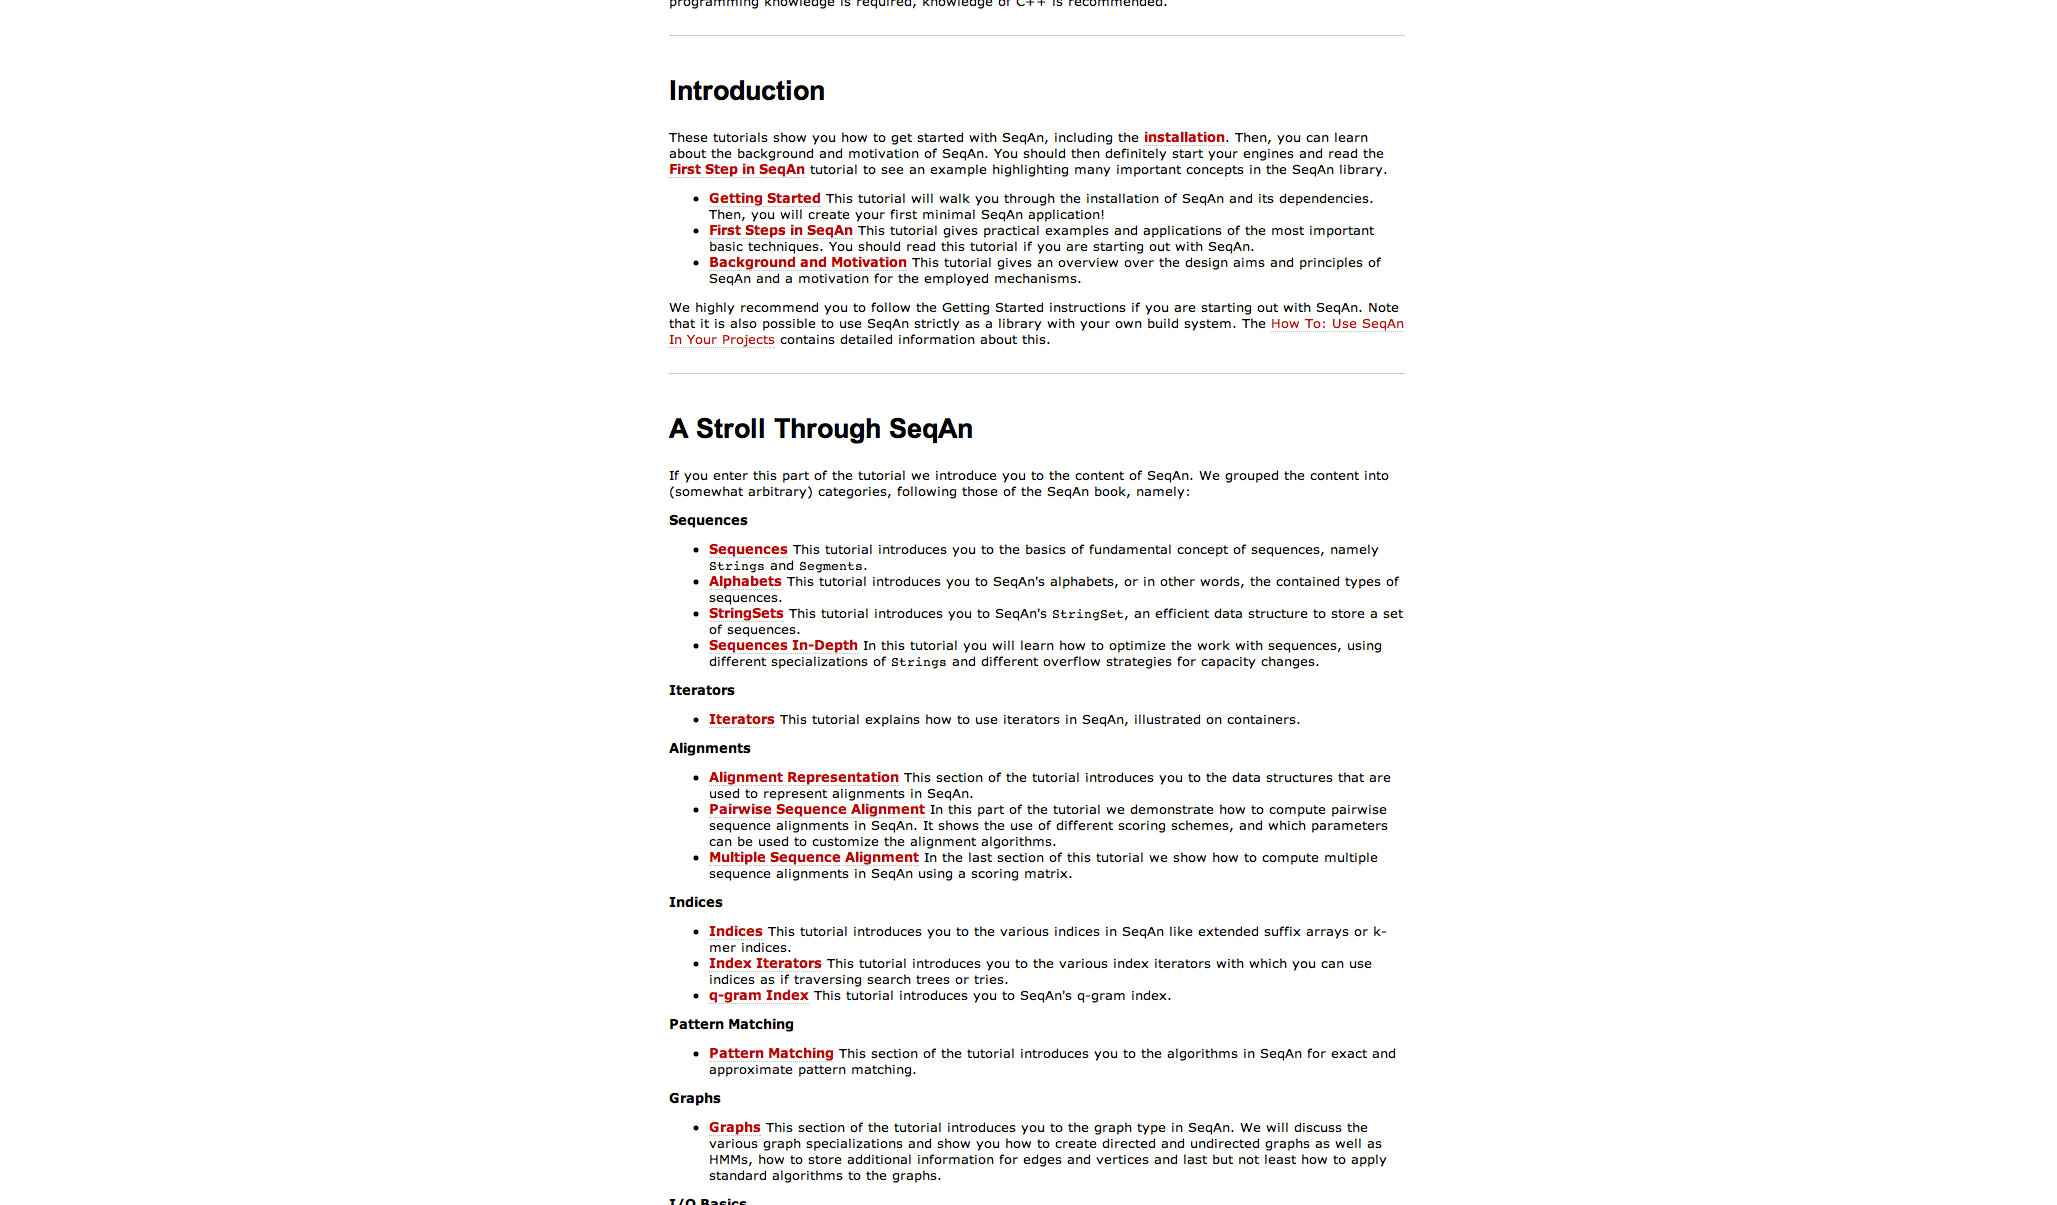 programming knowledge is required, knowledge of C++ is recommended.
Introduction
These tutorials show you how to get started with SeqAn, including the installation. Then, you can learn
about the background and motivation of SeqAn. You should then definitely start your engines and read the
First Step in SeqAn tutorial to see an example highlighting many important concepts in the SeqAn library.
• Getting Started This tutorial will walk you through the installation of SeqAn and its dependencies.
Then, you will create your first minimal SeqAn application!
• First Steps in SeqAn This tutorial gives practical examples and applications of the most important
basic techniques. You should read this tutorial if you are starting out with SeqAn.
• Background and Motivation This tutorial gives an overview over the design aims and principles of
SeqAn and a motivation for the employed mechanisms.
We highly recommend you to follow the Getting Started instructions if you are starting out with SeqAn. Note
that it is also possible to use SeqAn strictly as a library with your own build system. The How To: Use SeqAn
In Your Projects contains detailed information about this.
A Stroll Through SeqAn
If you enter this part of the tutorial we introduce you to the content of SeqAn. We grouped the content into
(somewhat arbitrary) categories, following those of the SeqAn book, namely:
Sequences
• Sequences This tutorial introduces you to the basics of fundamental concept of sequences, namely
Strings and Segments.
• Alphabets This tutorial introduces you to SeqAn's alphabets, or in other words, the contained types of
sequences.
• StringSets This tutorial introduces you to SeqAn's StringSet, an efficient data structure to store a set
of sequences.
• Sequences In-Depth In this tutorial you will learn how to optimize the work with sequences, using
different specializations of Strings and different overflow strategies for capacity changes.
Iterators
• Iterators This tutorial explains how to use iterators in SeqAn, illustrated on containers.
Alignments
• Alignment Representation This section of the tutorial introduces you to the data structures that are
used to represent alignments in SeqAn.
• Pairwise Sequence Alignment In this part of the tutorial we demonstrate how to compute pairwise
sequence alignments in SeqAn. It shows the use of different scoring schemes, and which parameters
can be used to customize the alignment algorithms.
• Multiple Sequence Alignment In the last section of this tutorial we show how to compute multiple
sequence alignments in SeqAn using a scoring matrix.
Indices
• Indices This tutorial introduces you to the various indices in SeqAn like extended suffix arrays or k-
mer indices.
• Index Iterators This tutorial introduces you to the various index iterators with which you can use
indices as if traversing search trees or tries.
• q-gram Index This tutorial introduces you to SeqAn's q-gram index.
Pattern Matching
• Pattern Matching This section of the tutorial introduces you to the algorithms in SeqAn for exact and
approximate pattern matching.
Graphs
• Graphs This section of the tutorial introduces you to the graph type in SeqAn. We will discuss the
various graph specializations and show you how to create directed and undirected graphs as well as
HMMs, how to store additional information for edges and vertices and last but not least how to apply
standard algorithms to the graphs.
I/O Basics